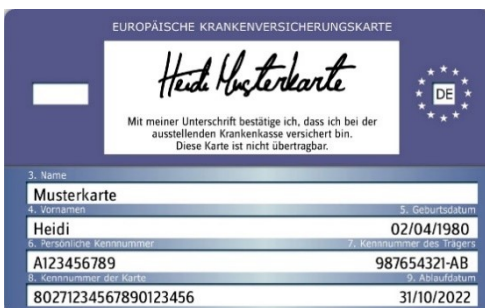 EUROPÄISCHE KRANKENVERSICHERUNGSKARTE
Heidi Musterkarte
DE
Mit meiner Unterschrift bestätige ich, dass ich bei der
ausstellenden Krankenkasse versichert bin.
Diese Karte ist nicht übertragbar.
3. Name
Musterkarte
4. Vornamen 5. Geburtsdatum
Heidi 02/04/1980
6. Persönliche Kennnummer 7. Kennnummer des Trägers
A123456789 987654321-AB
8. Kennnummer der Karte 9. Ablaufdatum
80271234567890123456 31/10/2022